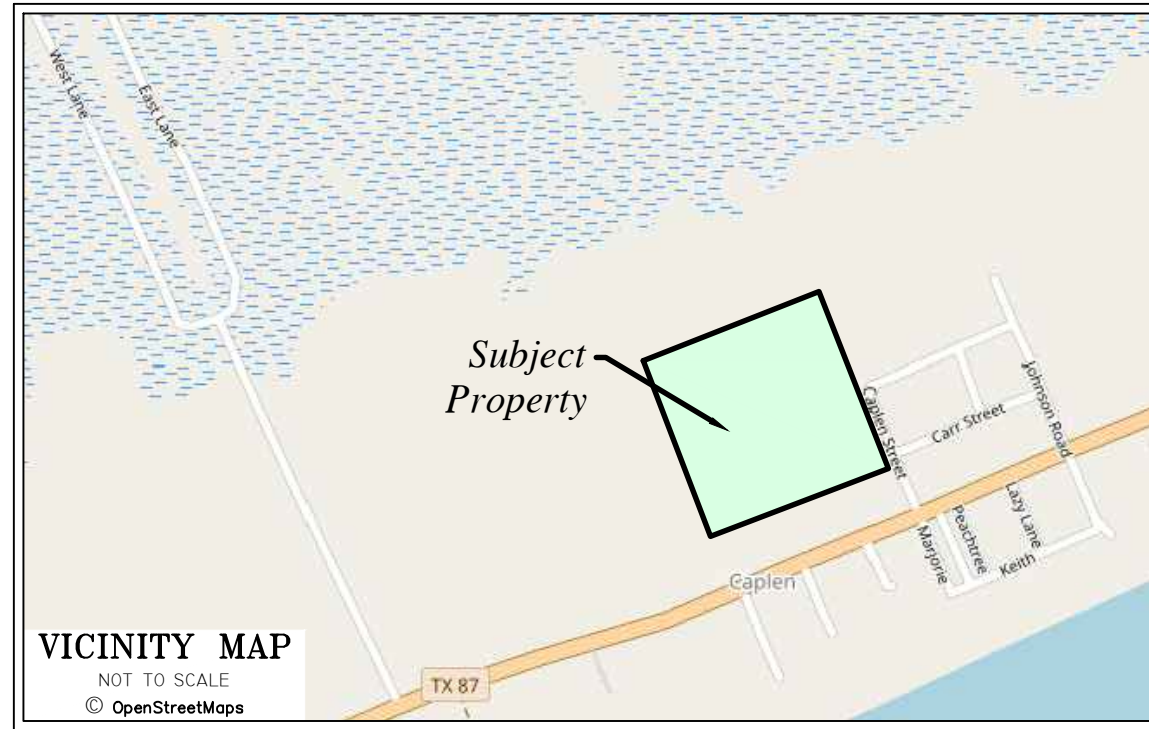 West Lane
East Lane
Subject
Property
Caplen Street
Johnson Road
Carr Street
Lazy Lane
Peachtree
Marjorie
Keith
Caplen
TX 87
VICINITY MAP
NOT TO SCALE
© OpenStreetMaps